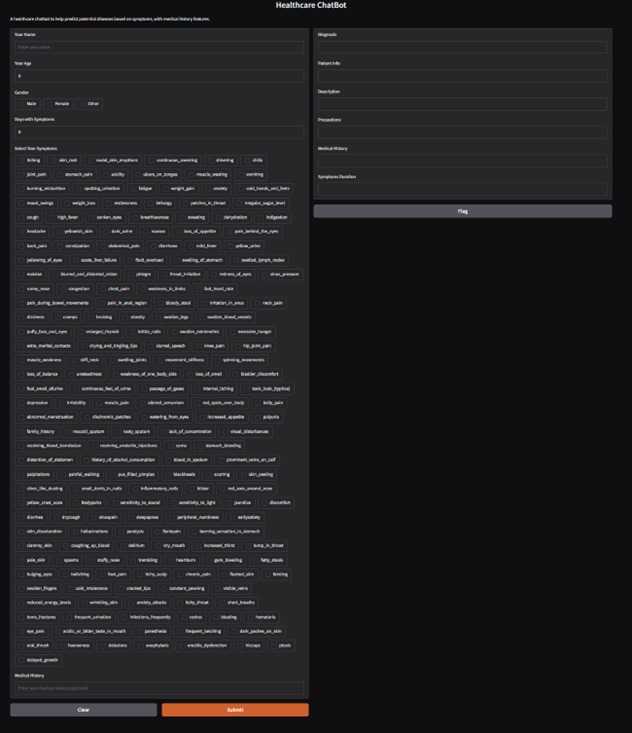 Healthcare ChatBot
A healthcare chatbot to help predict potential diseases based on symptoms, with medical history features.
Your Name
Enter your name
Your Age
0
Gender
Male Female Other
Days with Symptoms
0
Select Your Symptoms
itching skin_rash nodal_skin_eruptions continuous_sneezing shivering chills
joint_pain stomach_pain acidity ulcers_on_tongue muscle_wasting vomiting
burning_micturition spotting_urination fatigue weight_gain anxiety cold_hands_and_feets
mood_swings weight_loss restlessness lethargy patches_in_throat irregular_sugar_level
cough high_fever sunken_eyes breathlessness sweating dehydration indigestion
headache yellowish_skin dark_urine nausea loss_of_appetite pain_behind_the_eyes
back_pain constipation abdominal_pain diarrhoea mild_fever yellow_urine
yellowing_of_eyes acute_liver_failure fluid_overload swelling_of_stomach swelled_lymph_nodes
malaise blurred_and_distorted_vision phlegm throat_irritation redness_of_eyes sinus_pressure
runny_nose congestion chest_pain weakness_in_limbs fast_heart_rate
pain_during_bowel_movements pain_in_anal_region bloody_stool irritation_in_anus neck_pain
dizziness cramps bruising obesity swollen_legs swollen_blood_vessels
puffy_face_and_eyes enlarged_thyroid brittle_nails swollen_extremeties excessive_hunger
extra_marital_contacts drying_and_tingling_lips slurred_speech knee_pain hip_joint_pain
muscle_weakness stiff_neck swelling_joints movement_stiffness spinning_movements
loss_of_balance unsteadiness weakness_of_one_body_side loss_of_smell bladder_discomfort
foul_smell_ofurine continuous_feel_of_urine passage_of_gases internal_itching toxic_look_(typhos)
depression irritability muscle_pain altered_sensorium red_spots_over_body belly_pain
abnormal_menstruation dischromic_patches watering_from_eyes increased_appetite polyuria
family_history mucoid_sputum rusty_sputum lack_of_concentration visual_disturbances
receiving_blood_transfusion receiving_unsterile_injections coma stomach_bleeding
distention_of_abdomen history_of_alcohol_consumption blood_in_sputum prominent_veins_on_calf
palpitations painful_walking pus_filled_pimples blackheads scurring skin_peeling
silver_like_dusting small_dents_in_nails inflammatory_nails blister red_sore_around_nose
yellow_crust_ooze Bodypains sensitivity_to_sound sensitivity_to_light jaundice discomfort
diarrhea drycough sinuspain sleepapnea peripheral_numbness earlysatiety
skin_discoloration hallucinations paralysis flankpain burning_sensation_in_stomach
clammy_skin coughing_up_blood delirium dry_mouth increased_thirst lump_in_throat
pale_skin spasms stuffy_nose trembling heartburn gum_bleeding fatty_stools
bulging_eyes twitching foot_pain itchy_scalp chronic_pain flushed_skin fainting
swollen_fingers cold_intolerance cracked_lips constant_yawning visible_veins
reduced_energy_levels wrinkling_skin anxiety_attacks itchy_throat short_breaths
bone_fractures frequent_urination infections_frequently rashes bloating hematuria
eye_pain acidic_or_bitter_taste_in_mouth paresthesia frequent_belching dark_patches_on_skin
oral_thrush hoarseness delusions anaphylaxis erectile_dysfunction hiccups ptosis
delayed_growth
Medical History
Enter your medical history (optional)
Clear Submit
Diagnosis
Patient Info
Description
Precautions
Medical History
Symptoms Duration
Flag